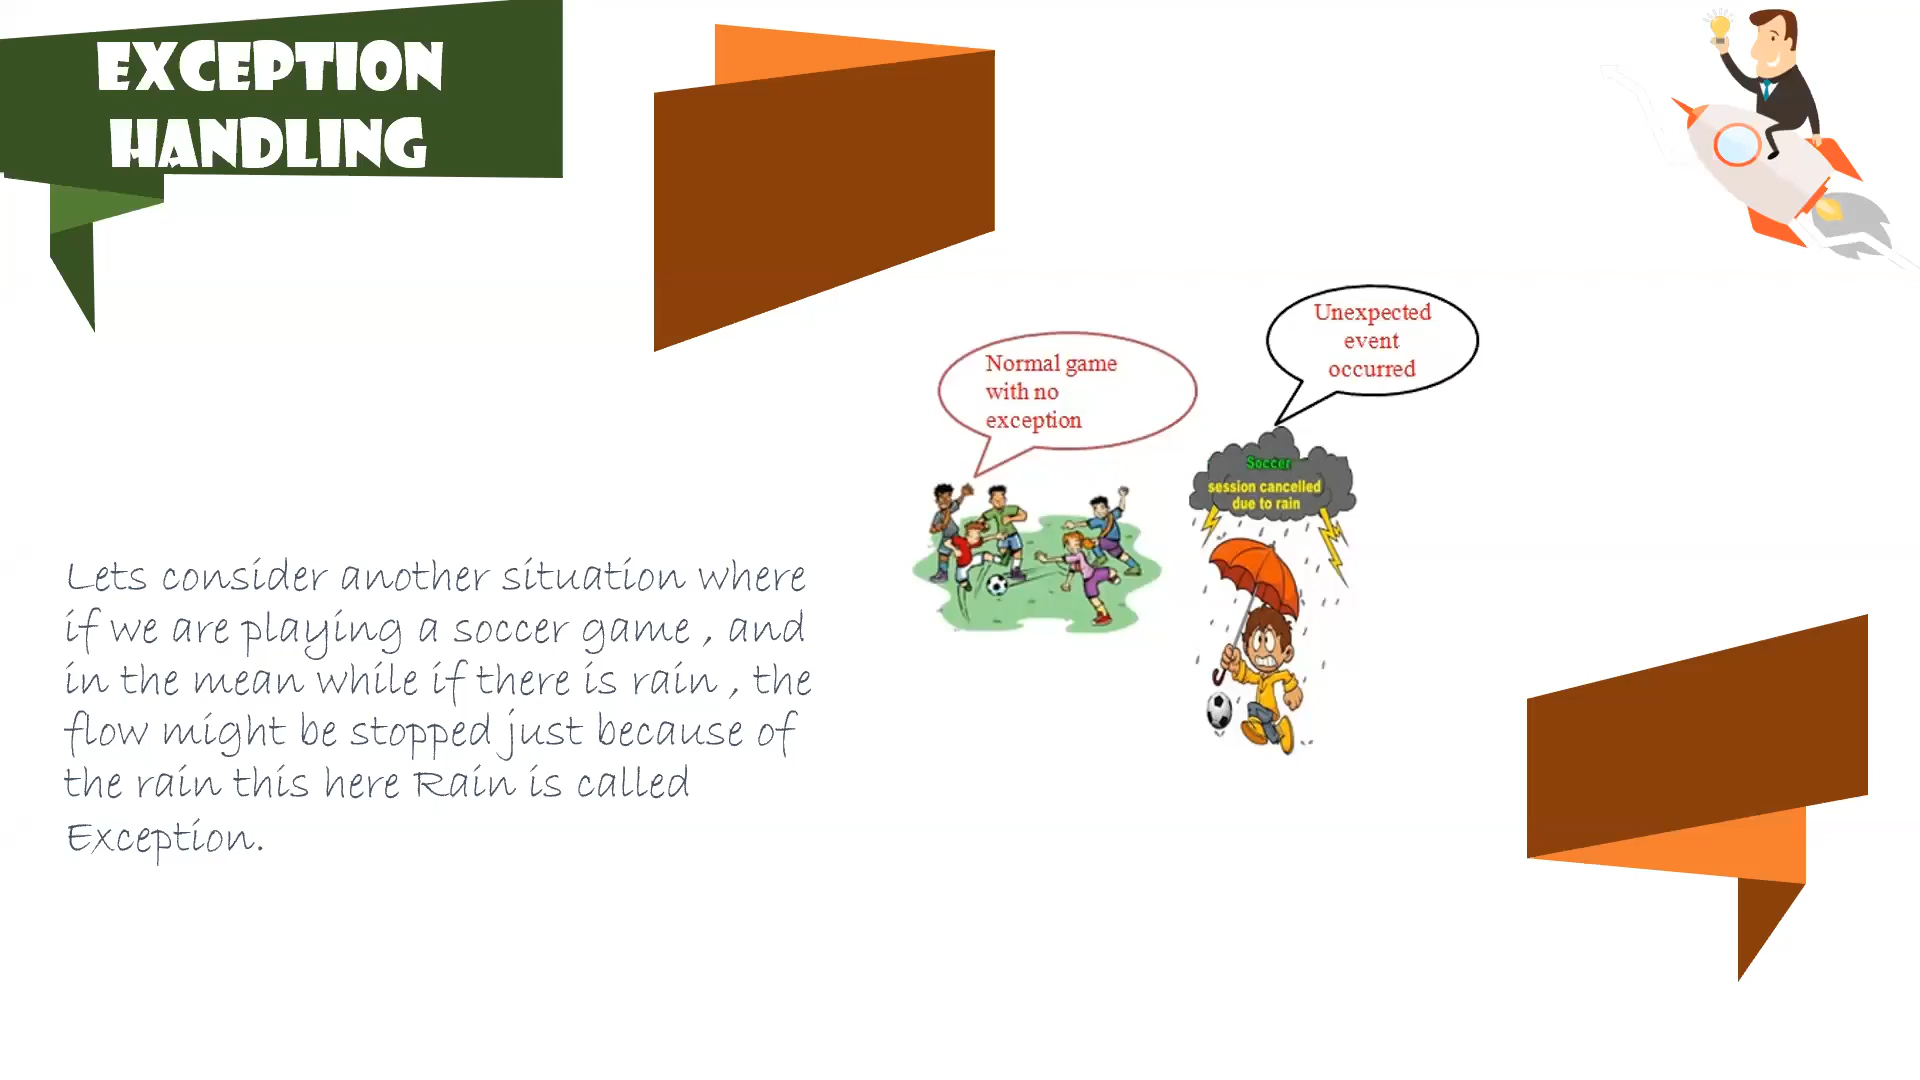 EXCEPTION
HANDLING
Unexpected
event
occurred
Normal game
with no
exception
Soccer
session cancelled
due to rain
Lets consider another situation where
if we are playing a soccer game , and
in the mean while if there is rain , the
flow might be stopped just because of
the rain this here Rain is called
Exception.